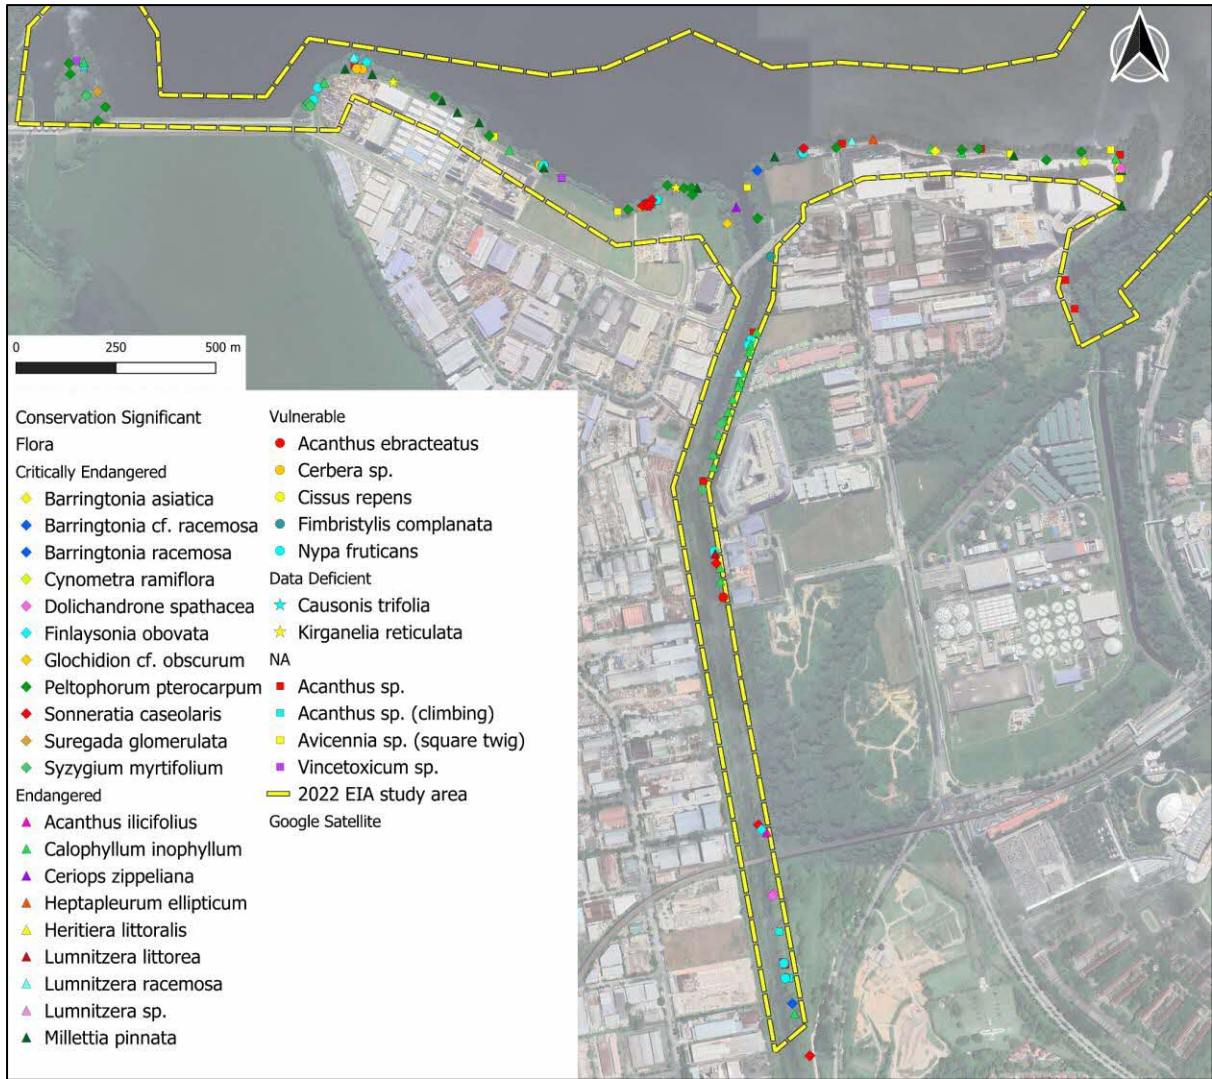 0 250 500 m
Conservation Significant
Flora
Critically Endangered
Barringtonia asiatica
Barringtonia cf. racemosa
Barringtonia racemosa
Cynometra ramiflora
Dolichandrone spathacea
Finlaysonia obovata
Glochidion cf. obscurum
Peltophorum pterocarpum
Sonneratia caseolaris
Suregada glomerulata
Syzygium myrtifolium
Endangered
Acanthus ilicifolius
Calophyllum inophyllum
Ceriops zippeliana
Heptapleurum ellipticum
Heritiera littoralis
Lumnitzera littorea
Lumnitzera racemosa
Lumnitzera sp.
Millettia pinnata
Vulnerable
Acanthus ebracteatus
Cerbera sp.
Cissus repens
Fimbristylis complanata
Nypa fruticans
Data Deficient
Causonis trifolia
Kirganelia reticulata
NA
Acanthus sp.
Acanthus sp. (climbing)
Avicennia sp. (square twig)
Vincetoxicum sp.
2022 EIA study area
Google Satellite